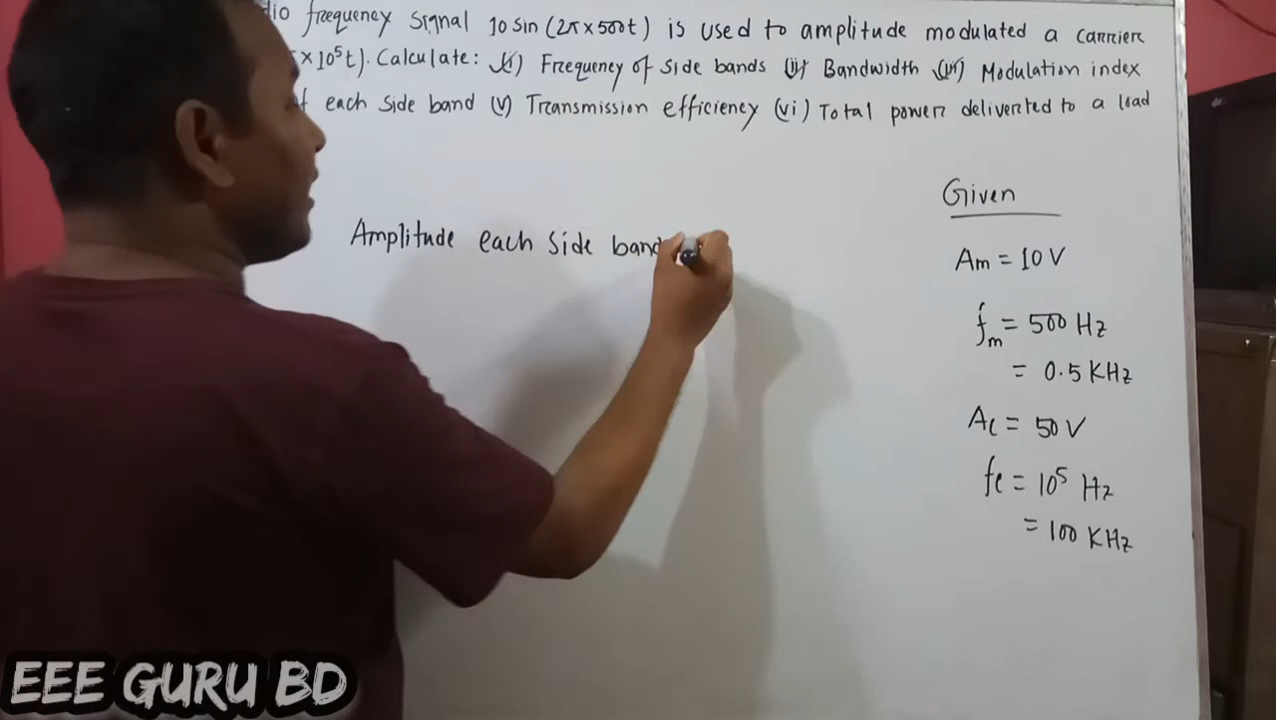 frequency signal 10 sin (2π×500t) is used to amplitude modulated a carrier
× 10⁵t). Calculate: (i) Frequency of side bands (ii) Bandwidth (iii) Modulation index
each side band (v) Transmission efficiency (vi) Total power delivered to a load
Amplitude each side band
Given
Am = 10 V
fm = 500 Hz
= 0.5 KHz
Ac = 50 V
fc = 10⁵ Hz
= 100 KHz
EEE GURU BD